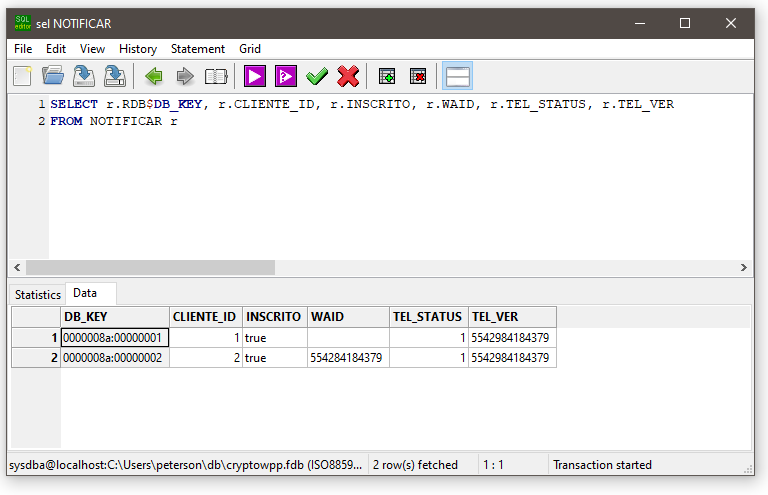 SQL editor sel NOTIFICAR
File Edit View History Statement Grid
1 SELECT r.RDB$DB_KEY, r.CLIENTE_ID, r.INSCRITO, r.WAID, r.TEL_STATUS, r.TEL_VER
2 FROM NOTIFICAR r
Statistics Data
DB_KEY CLIENTE_ID INSCRITO WAID TEL_STATUS TEL_VER
1 0000008a:00000001 1 true 1 5542984184379
2 0000008a:00000002 2 true 554284184379 1 5542984184379
sysdba@localhost:C:\Users\peterson\db\cryptowpp.fdb (ISO8859... 2 row(s) fetched 1 : 1 Transaction started